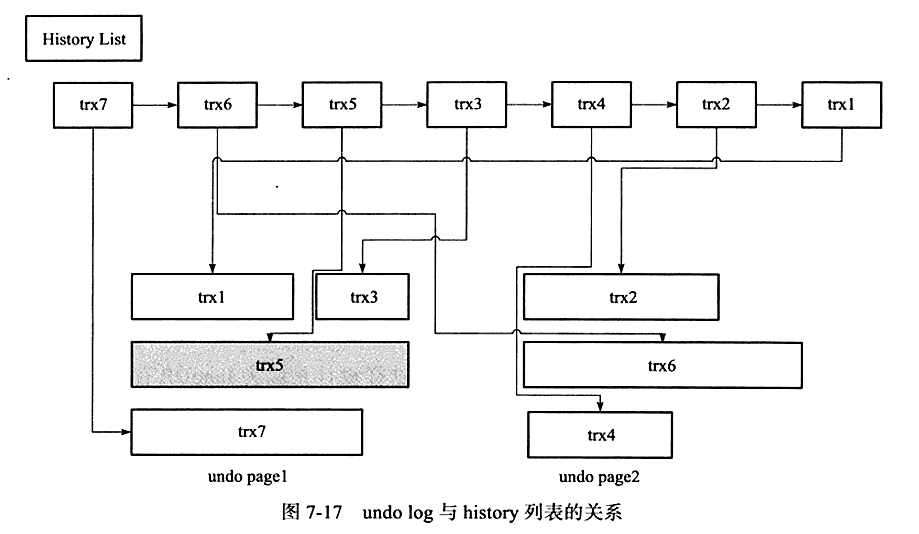 History List
trx7 trx6 trx5 trx3 trx4 trx2 trx1
trx1 trx3 trx2
trx5 trx6
trx7 trx4
undo page1 undo page2
图 7-17 undo log 与 history 列表的关系